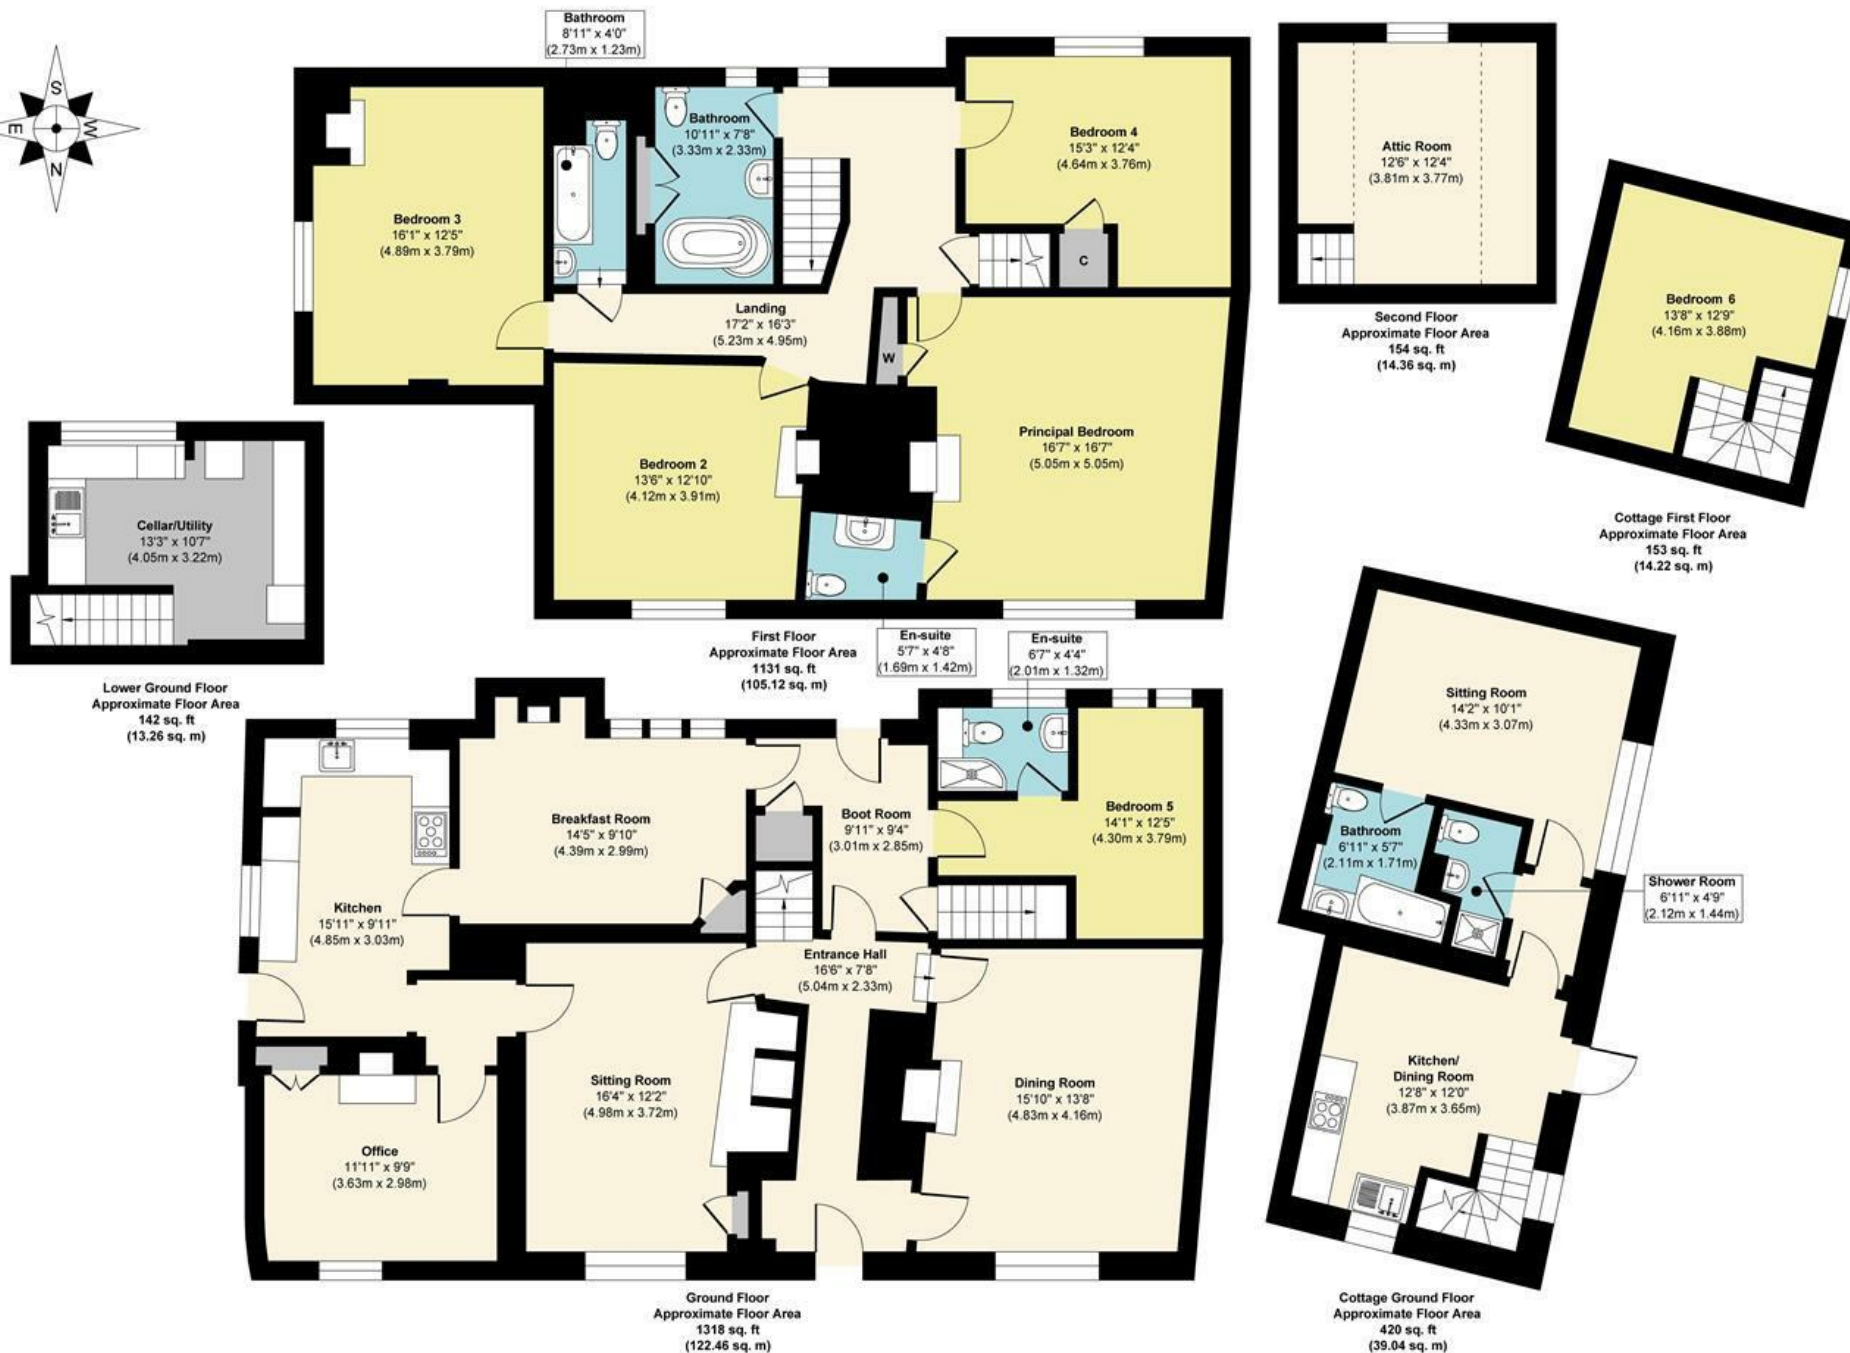 S
E
W
N
Bathroom
8'11" x 4'0"
(2.73m x 1.23m)
Bathroom
10'11" x 7'8"
(3.33m x 2.33m)
Bedroom 4
15'3" x 12'4"
(4.64m x 3.76m)
Bedroom 3
16'1" x 12'5"
(4.89m x 3.79m)
C
Landing
17'2" x 16'3"
(5.23m x 4.95m)
W
Principal Bedroom
16'7" x 16'7"
(5.05m x 5.05m)
Bedroom 2
13'6" x 12'10"
(4.12m x 3.91m)
First Floor
Approximate Floor Area
1131 sq. ft
(105.12 sq. m)
En-suite
5'7" x 4'8"
(1.69m x 1.42m)
En-suite
6'7" x 4'4"
(2.01m x 1.32m)
Attic Room
12'6" x 12'4"
(3.81m x 3.77m)
Second Floor
Approximate Floor Area
154 sq. ft
(14.36 sq. m)
Bedroom 6
13'8" x 12'9"
(4.16m x 3.88m)
Cottage First Floor
Approximate Floor Area
153 sq. ft
(14.22 sq. m)
Cellar/Utility
13'3" x 10'7"
(4.05m x 3.22m)
Lower Ground Floor
Approximate Floor Area
142 sq. ft
(13.26 sq. m)
Breakfast Room
14'5" x 9'10"
(4.39m x 2.99m)
Boot Room
9'11" x 9'4"
(3.01m x 2.85m)
Bedroom 5
14'1" x 12'5"
(4.30m x 3.79m)
Kitchen
15'11" x 9'11"
(4.85m x 3.03m)
Entrance Hall
16'6" x 7'8"
(5.04m x 2.33m)
Sitting Room
16'4" x 12'2"
(4.98m x 3.72m)
Dining Room
15'10" x 13'8"
(4.83m x 4.16m)
Office
11'11" x 9'9"
(3.63m x 2.98m)
Ground Floor
Approximate Floor Area
1318 sq. ft
(122.46 sq. m)
Sitting Room
14'2" x 10'1"
(4.33m x 3.07m)
Bathroom
6'11" x 5'7"
(2.11m x 1.71m)
Shower Room
6'11" x 4'9"
(2.12m x 1.44m)
Kitchen/
Dining Room
12'8" x 12'0"
(3.87m x 3.65m)
Cottage Ground Floor
Approximate Floor Area
420 sq. ft
(39.04 sq. m)